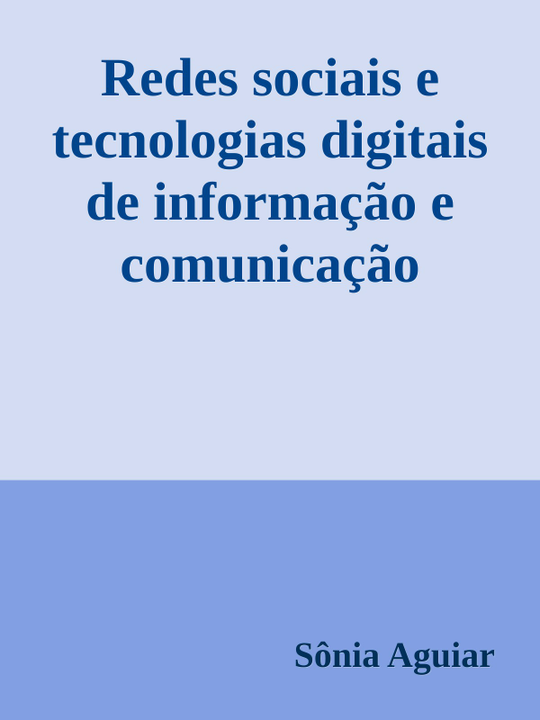 Redes sociais e
tecnologias digitais
de informação e
comunicação
Sônia Aguiar